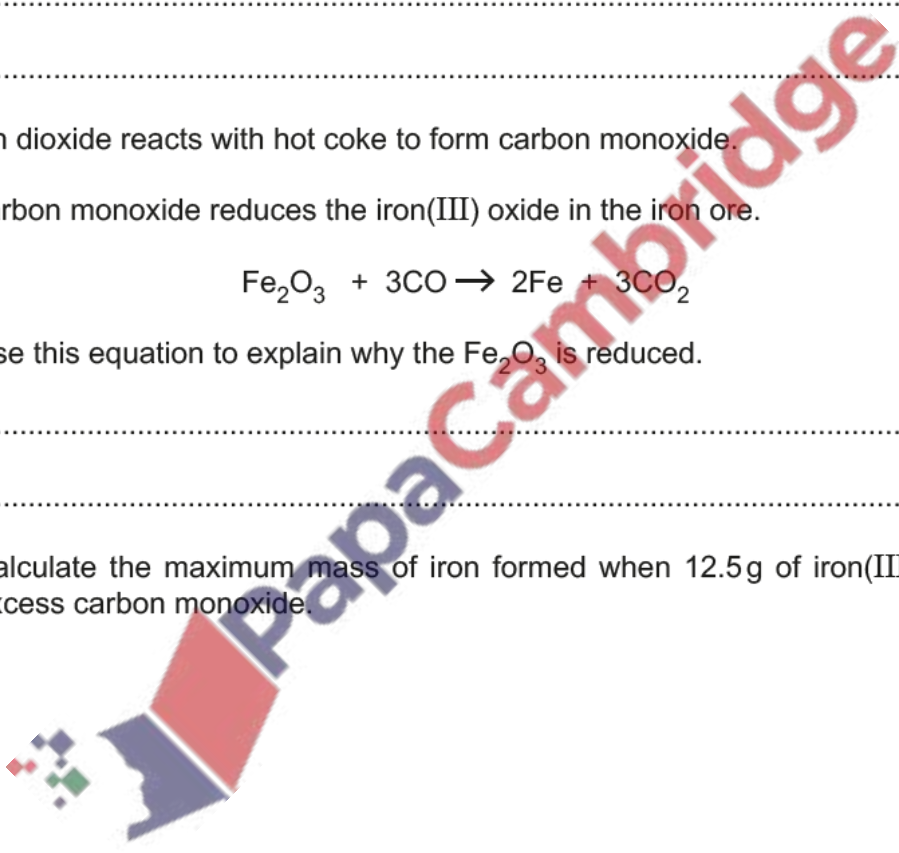 n dioxide reacts with hot coke to form carbon monoxide.
rbon monoxide reduces the iron(III) oxide in the iron ore.
Fe₂O₃ + 3CO → 2Fe + 3CO₂
se this equation to explain why the Fe₂O₃ is reduced.
alculate the maximum mass of iron formed when 12.5 g of iron(III
xcess carbon monoxide.
PapaCambridge